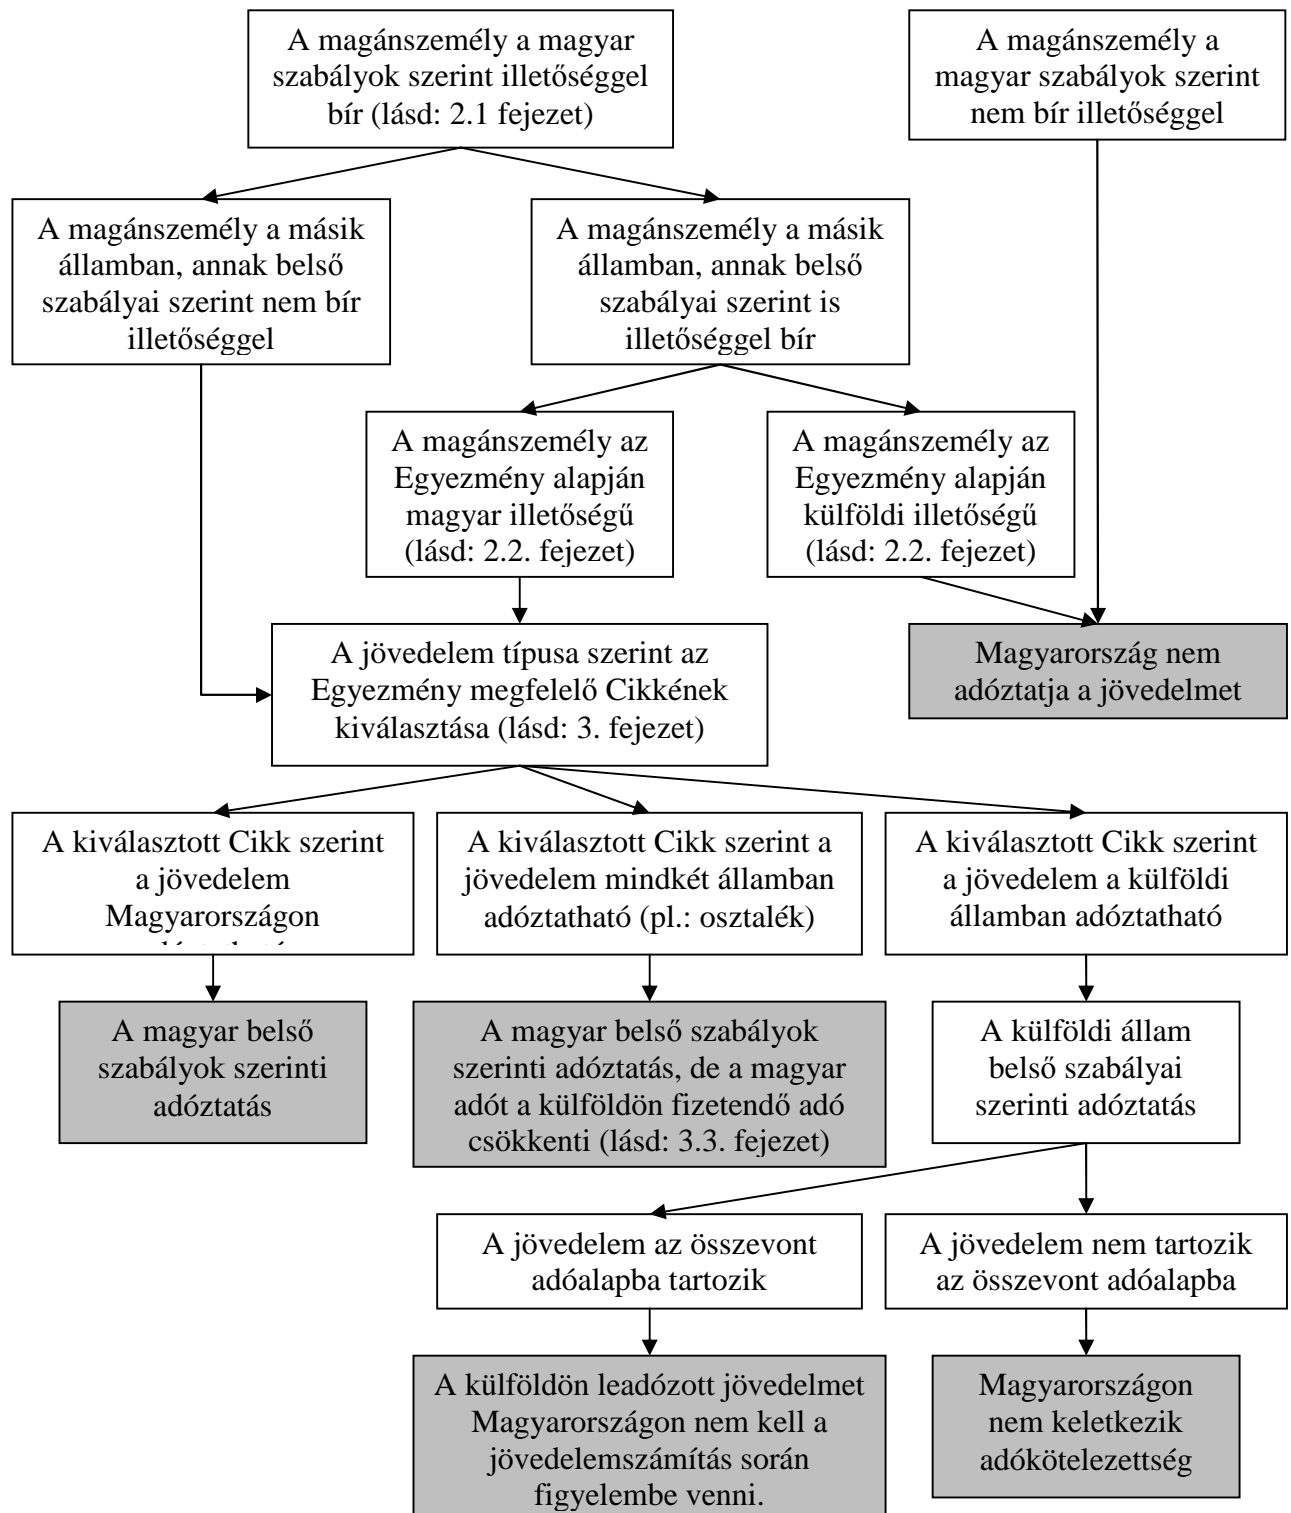 A magánszemély a magyar
szabályok szerint illetőséggel
bír (lásd: 2.1 fejezet)
A magánszemély a
magyar szabályok szerint
nem bír illetőséggel
A magánszemély a másik
államban, annak belső
szabályai szerint nem bír
illetőséggel
A magánszemély a másik
államban, annak belső
szabályai szerint is
illetőséggel bír
A magánszemély az
Egyezmény alapján
magyar illetőségű
(lásd: 2.2. fejezet)
A magánszemély az
Egyezmény alapján
külföldi illetőségű
(lásd: 2.2. fejezet)
A jövedelem típusa szerint az
Egyezmény megfelelő Cikkének
kiválasztása (lásd: 3. fejezet)
Magyarország nem
adóztatja a jövedelmet
A kiválasztott Cikk szerint
a jövedelem
Magyarországon
A kiválasztott Cikk szerint a
jövedelem mindkét államban
adóztatható (pl.: osztalék)
A kiválasztott Cikk szerint
a jövedelem a külföldi
államban adóztatható
A magyar belső
szabályok szerinti
adóztatás
A magyar belső szabályok
szerinti adóztatás, de a magyar
adót a külföldön fizetendő adó
csökkenti (lásd: 3.3. fejezet)
A külföldi állam
belső szabályai
szerinti adóztatás
A jövedelem az összevont
adóalapba tartozik
A jövedelem nem tartozik
az összevont adóalapba
A külföldön leadózott jövedelmet
Magyarországon nem kell a
jövedelemszámítás során
figyelembe venni.
Magyarországon
nem keletkezik
adókötelezettség